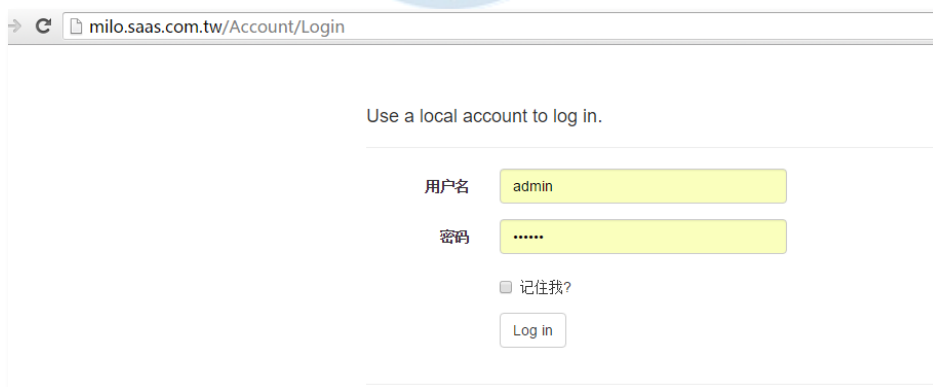 milo.saas.com.tw/Account/Login
Use a local account to log in.
用户名 admin
密码 ••••••
记住我?
Log in